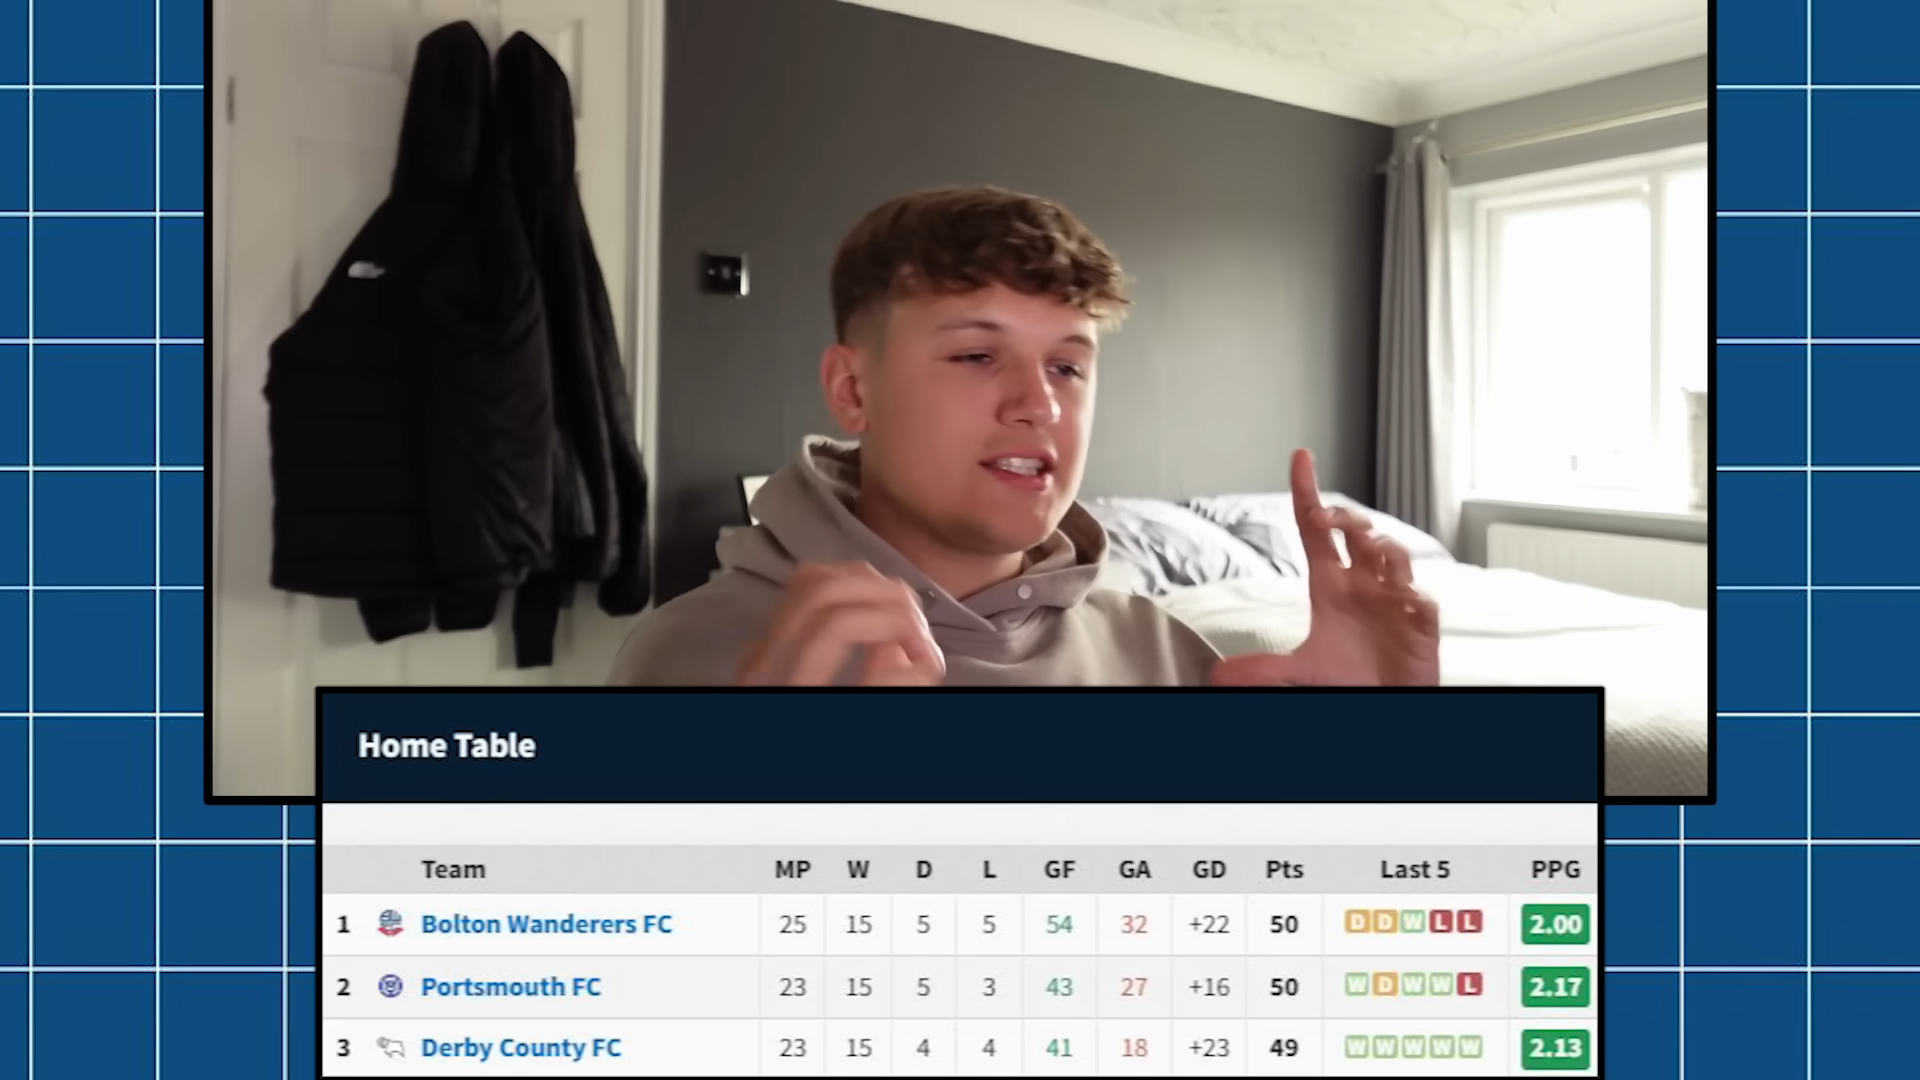 Home Table
Team MP W D L GF GA GD Pts Last 5 PPG
1 Bolton Wanderers FC 25 15 5 5 54 32 +22 50 D D W L L 2.00
2 Portsmouth FC 23 15 5 3 43 27 +16 50 W D W W L 2.17
3 Derby County FC 23 15 4 4 41 18 +23 49 W W W W W 2.13